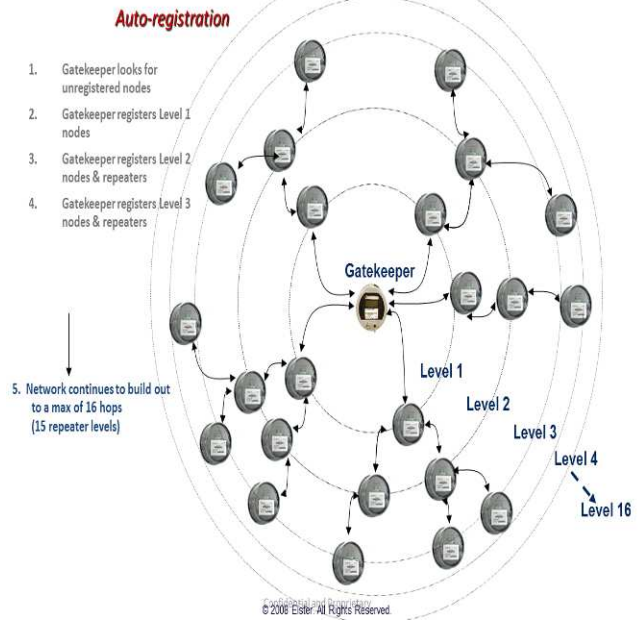 Auto-registration
1. Gatekeeper looks for
unregistered nodes
2. Gatekeeper registers Level 1
nodes
3. Gatekeeper registers Level 2
nodes & repeaters
4. Gatekeeper registers Level 3
nodes & repeaters
5. Network continues to build out
to a max of 16 hops
(15 repeater levels)
Gatekeeper
Level 1
Level 2
Level 3
Level 4
Level 16
Confidential and Proprietary
© 2008 Elster All Rights Reserved.